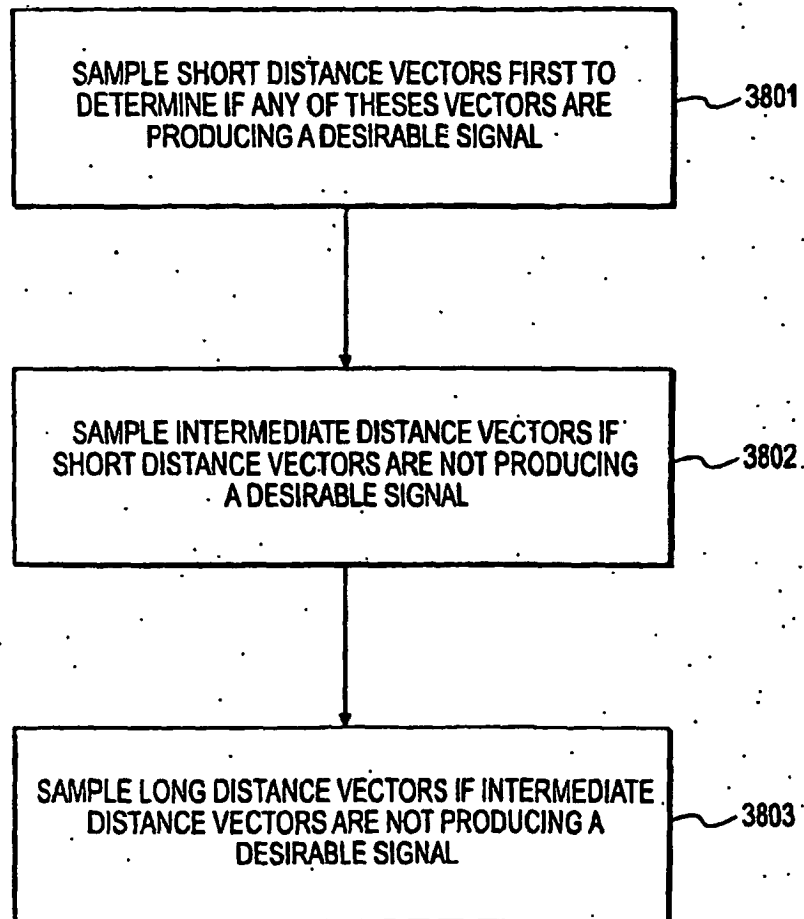 SAMPLE SHORT DISTANCE VECTORS FIRST TO
DETERMINE IF ANY OF THESES VECTORS ARE
PRODUCING A DESIRABLE SIGNAL
3801
SAMPLE INTERMEDIATE DISTANCE VECTORS IF
SHORT DISTANCE VECTORS ARE NOT PRODUCING
A DESIRABLE SIGNAL
3802
SAMPLE LONG DISTANCE VECTORS IF INTERMEDIATE
DISTANCE VECTORS ARE NOT PRODUCING A
DESIRABLE SIGNAL
3803